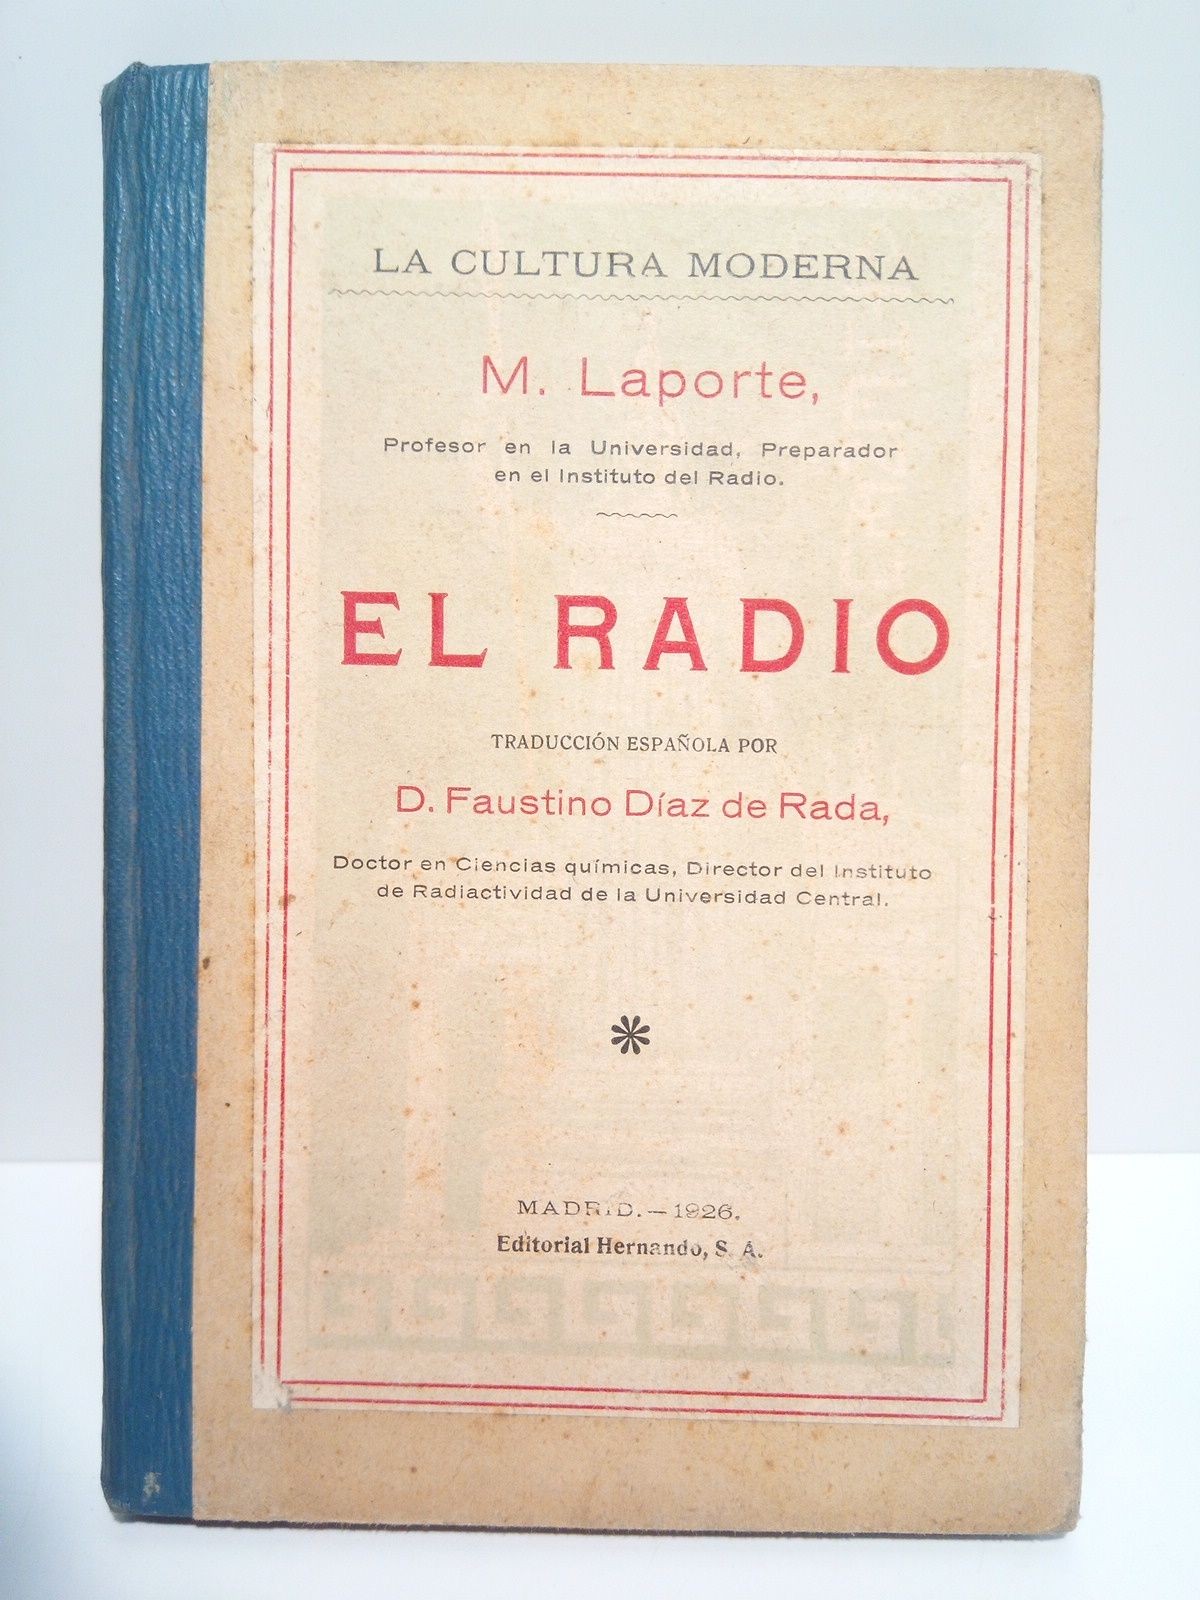 LA CULTURA MODERNA
M. Laporte,
Profesor en la Universidad, Preparador
en el Instituto del Radio.
EL RADIO
TRADUCCIÓN ESPAÑOLA POR
D. Faustino Díaz de Rada,
Doctor en Ciencias químicas, Director del Instituto
de Radiactividad de la Universidad Central.
MADRID.—1926.
Editorial Hernando, S. A.